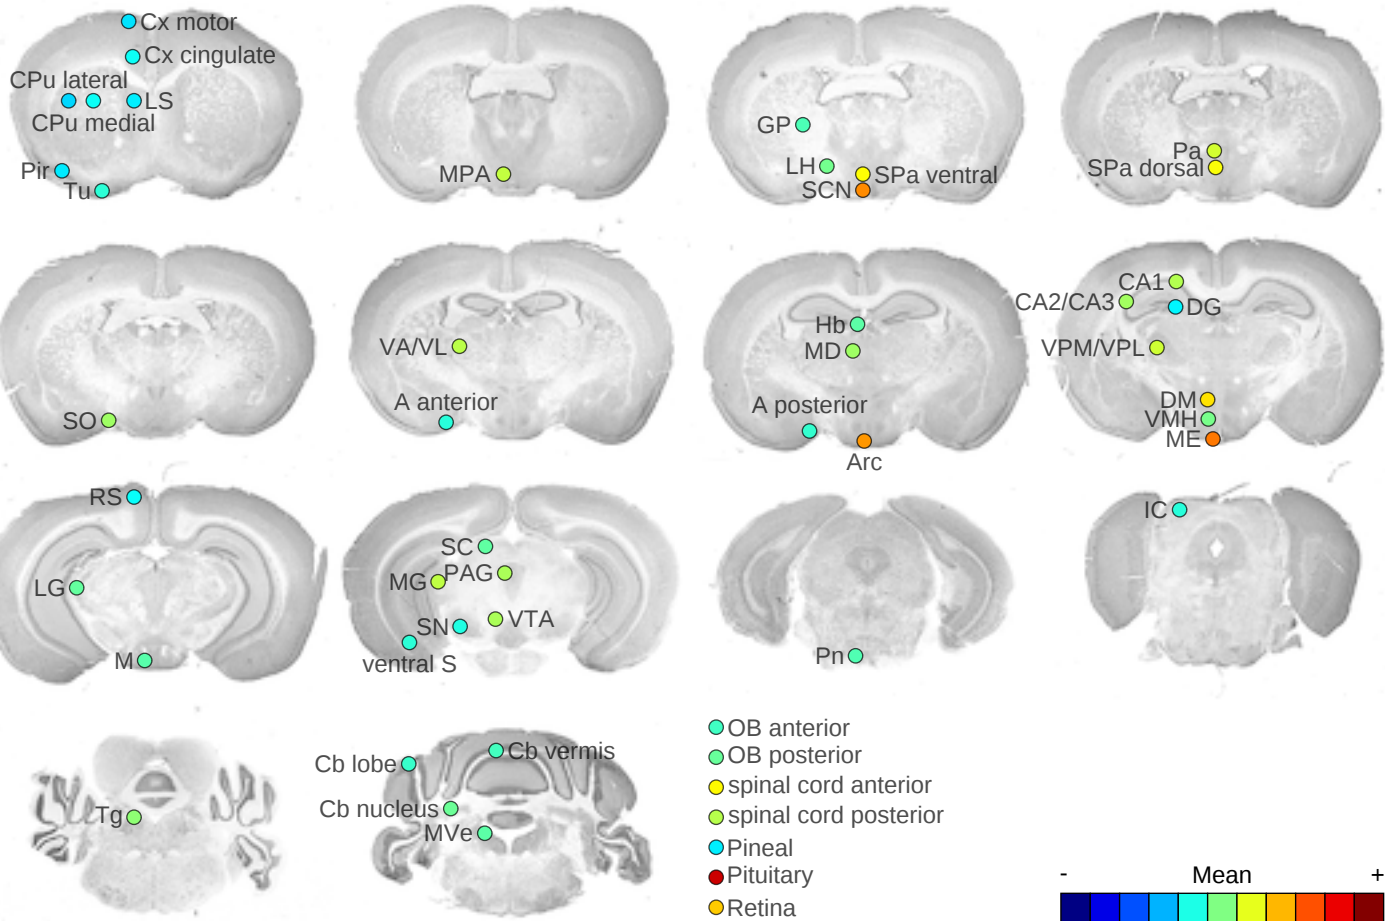 Cx motor
Cx cingulate
CPu lateral
LS
CPu medial
Pir
Tu
MPA
GP
LH
SPa ventral
SCN
Pa
SPa dorsal
SO
VA/VL
A anterior
Hb
MD
A posterior
Arc
CA1
CA2/CA3
DG
VPM/VPL
DM
VMH
ME
RS
LG
M
SC
PAG
MG
VTA
SN
ventral S
Pn
IC
Tg
Cb vermis
Cb lobe
Cb nucleus
MVe
OB anterior
OB posterior
spinal cord anterior
spinal cord posterior
Pineal
Pituitary
Retina
- Mean +